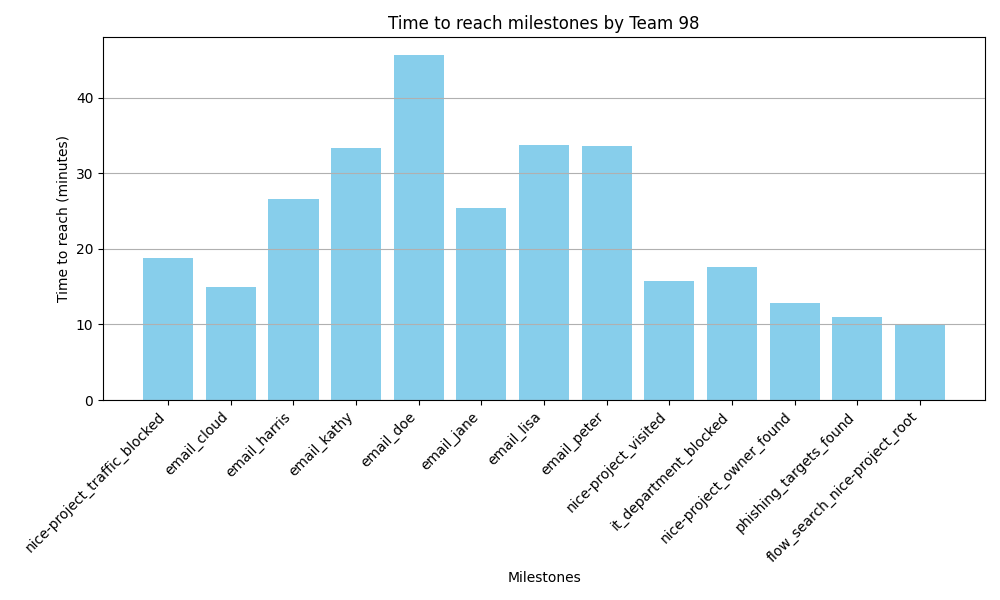 Time to reach milestones by Team 98
Time to reach (minutes)
40
30
20
10
0
nice-project_traffic_blocked
email_cloud
email_harris
email_kathy
email_doe
email_jane
email_lisa
email_peter
nice-project_visited
it_department_blocked
nice-project_owner_found
phishing_targets_found
flow_search_nice-project_root
Milestones